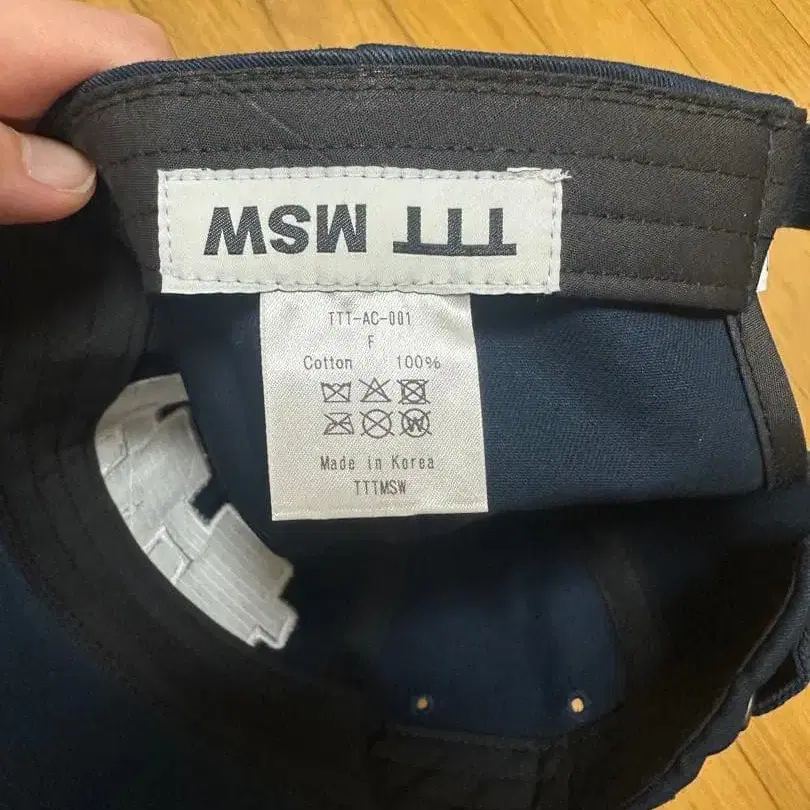 TTT MSW
TTT-AC-001
F
Cotton 100%
Made in Korea
TTTMSW